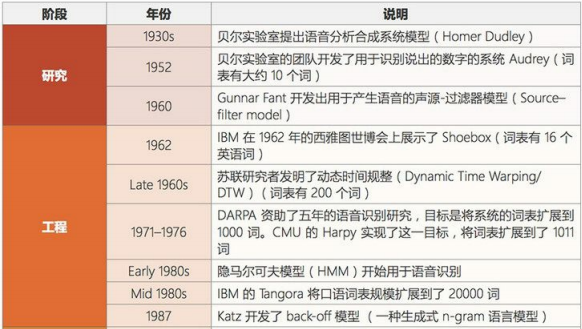 阶段 年份 说明
研究
1930s 贝尔实验室提出语音分析合成系统模型（Homer Dudley）
1952 贝尔实验室的团队开发了用于识别说出的数字的系统 Audrey（词
表有大约 10 个词）
1960 Gunnar Fant 开发出用于产生语音的声源-过滤器模型（Source–
filter model）
工程
1962 IBM 在 1962 年的西雅图世博会上展示了 Shoebox（词表有 16 个
英语词）
Late 1960s 苏联研究者发明了动态时间规整（Dynamic Time Warping/
DTW）（词表有 200 个词）
1971–1976 DARPA 资助了五年的语音识别研究，目标是将系统的词表扩展到
1000 词。CMU 的 Harpy 实现了这一目标，将词表扩展到了 1011
词
Early 1980s 隐马尔可夫模型（HMM）开始用于语音识别
Mid 1980s IBM 的 Tangora 将口语词表规模扩展到了 20000 词
1987 Katz 开发了 back-off 模型 （一种生成式 n-gram 语言模型）